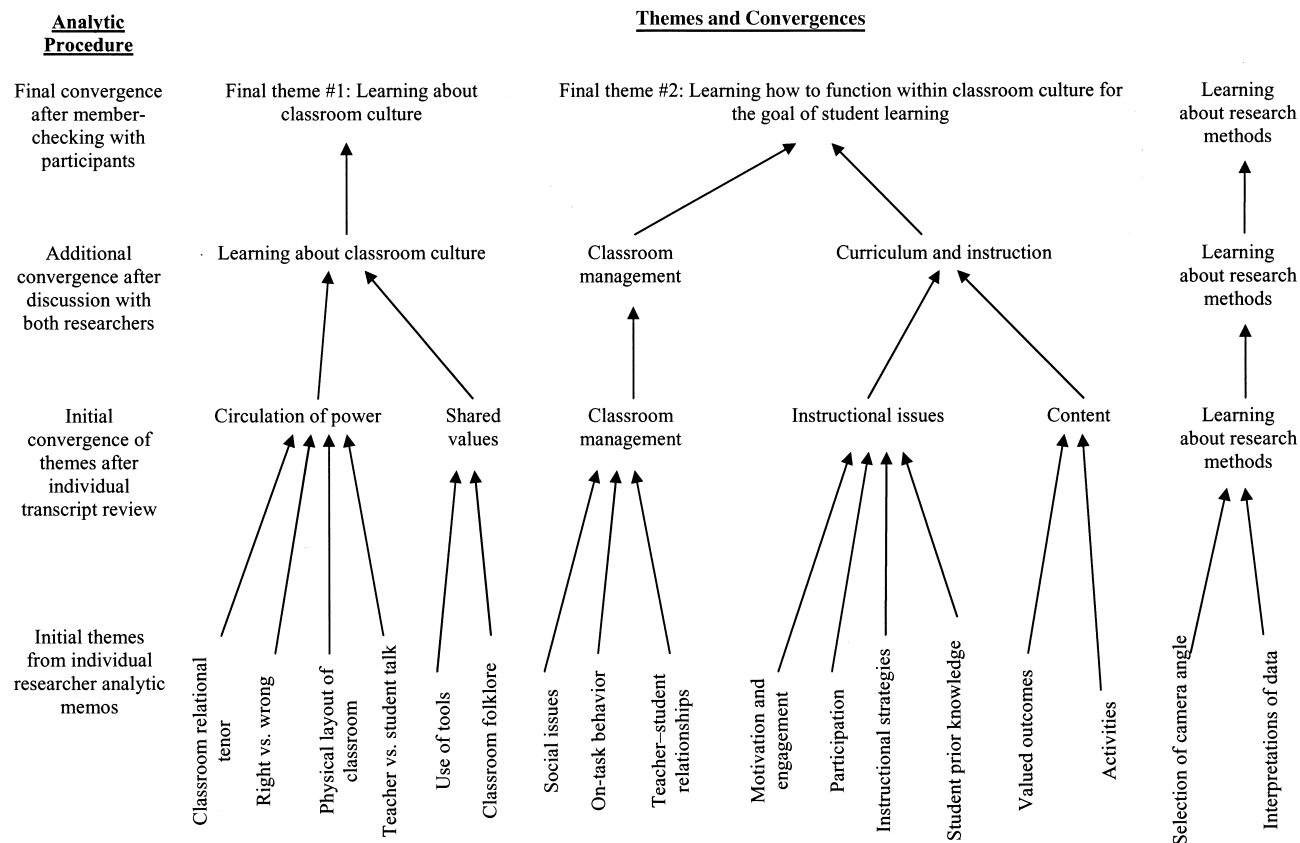 Analytic
Procedure
Themes and Convergences
Final convergence
after member-
checking with
participants
Final theme #1: Learning about
classroom culture
Final theme #2: Learning how to function within classroom culture for
the goal of student learning
Learning
about research
methods
Additional
convergence after
discussion with
both researchers
Learning about classroom culture
Classroom
management
Curriculum and instruction
Learning
about research
methods
Initial
convergence of
themes after
individual
transcript review
Circulation of power
Shared
values
Classroom
management
Instructional issues
Content
Learning
about research
methods
Initial themes
from individual
researcher analytic
memos
Classroom relational
tenor
Right vs. wrong
Physical layout of
classroom
Teacher vs. student talk
Use of tools
Classroom folklore
Social issues
On-task behavior
Teacher–student
relationships
Motivation and
engagement
Participation
Instructional strategies
Student prior knowledge
Valued outcomes
Activities
Selection of camera angle
Interpretations of data